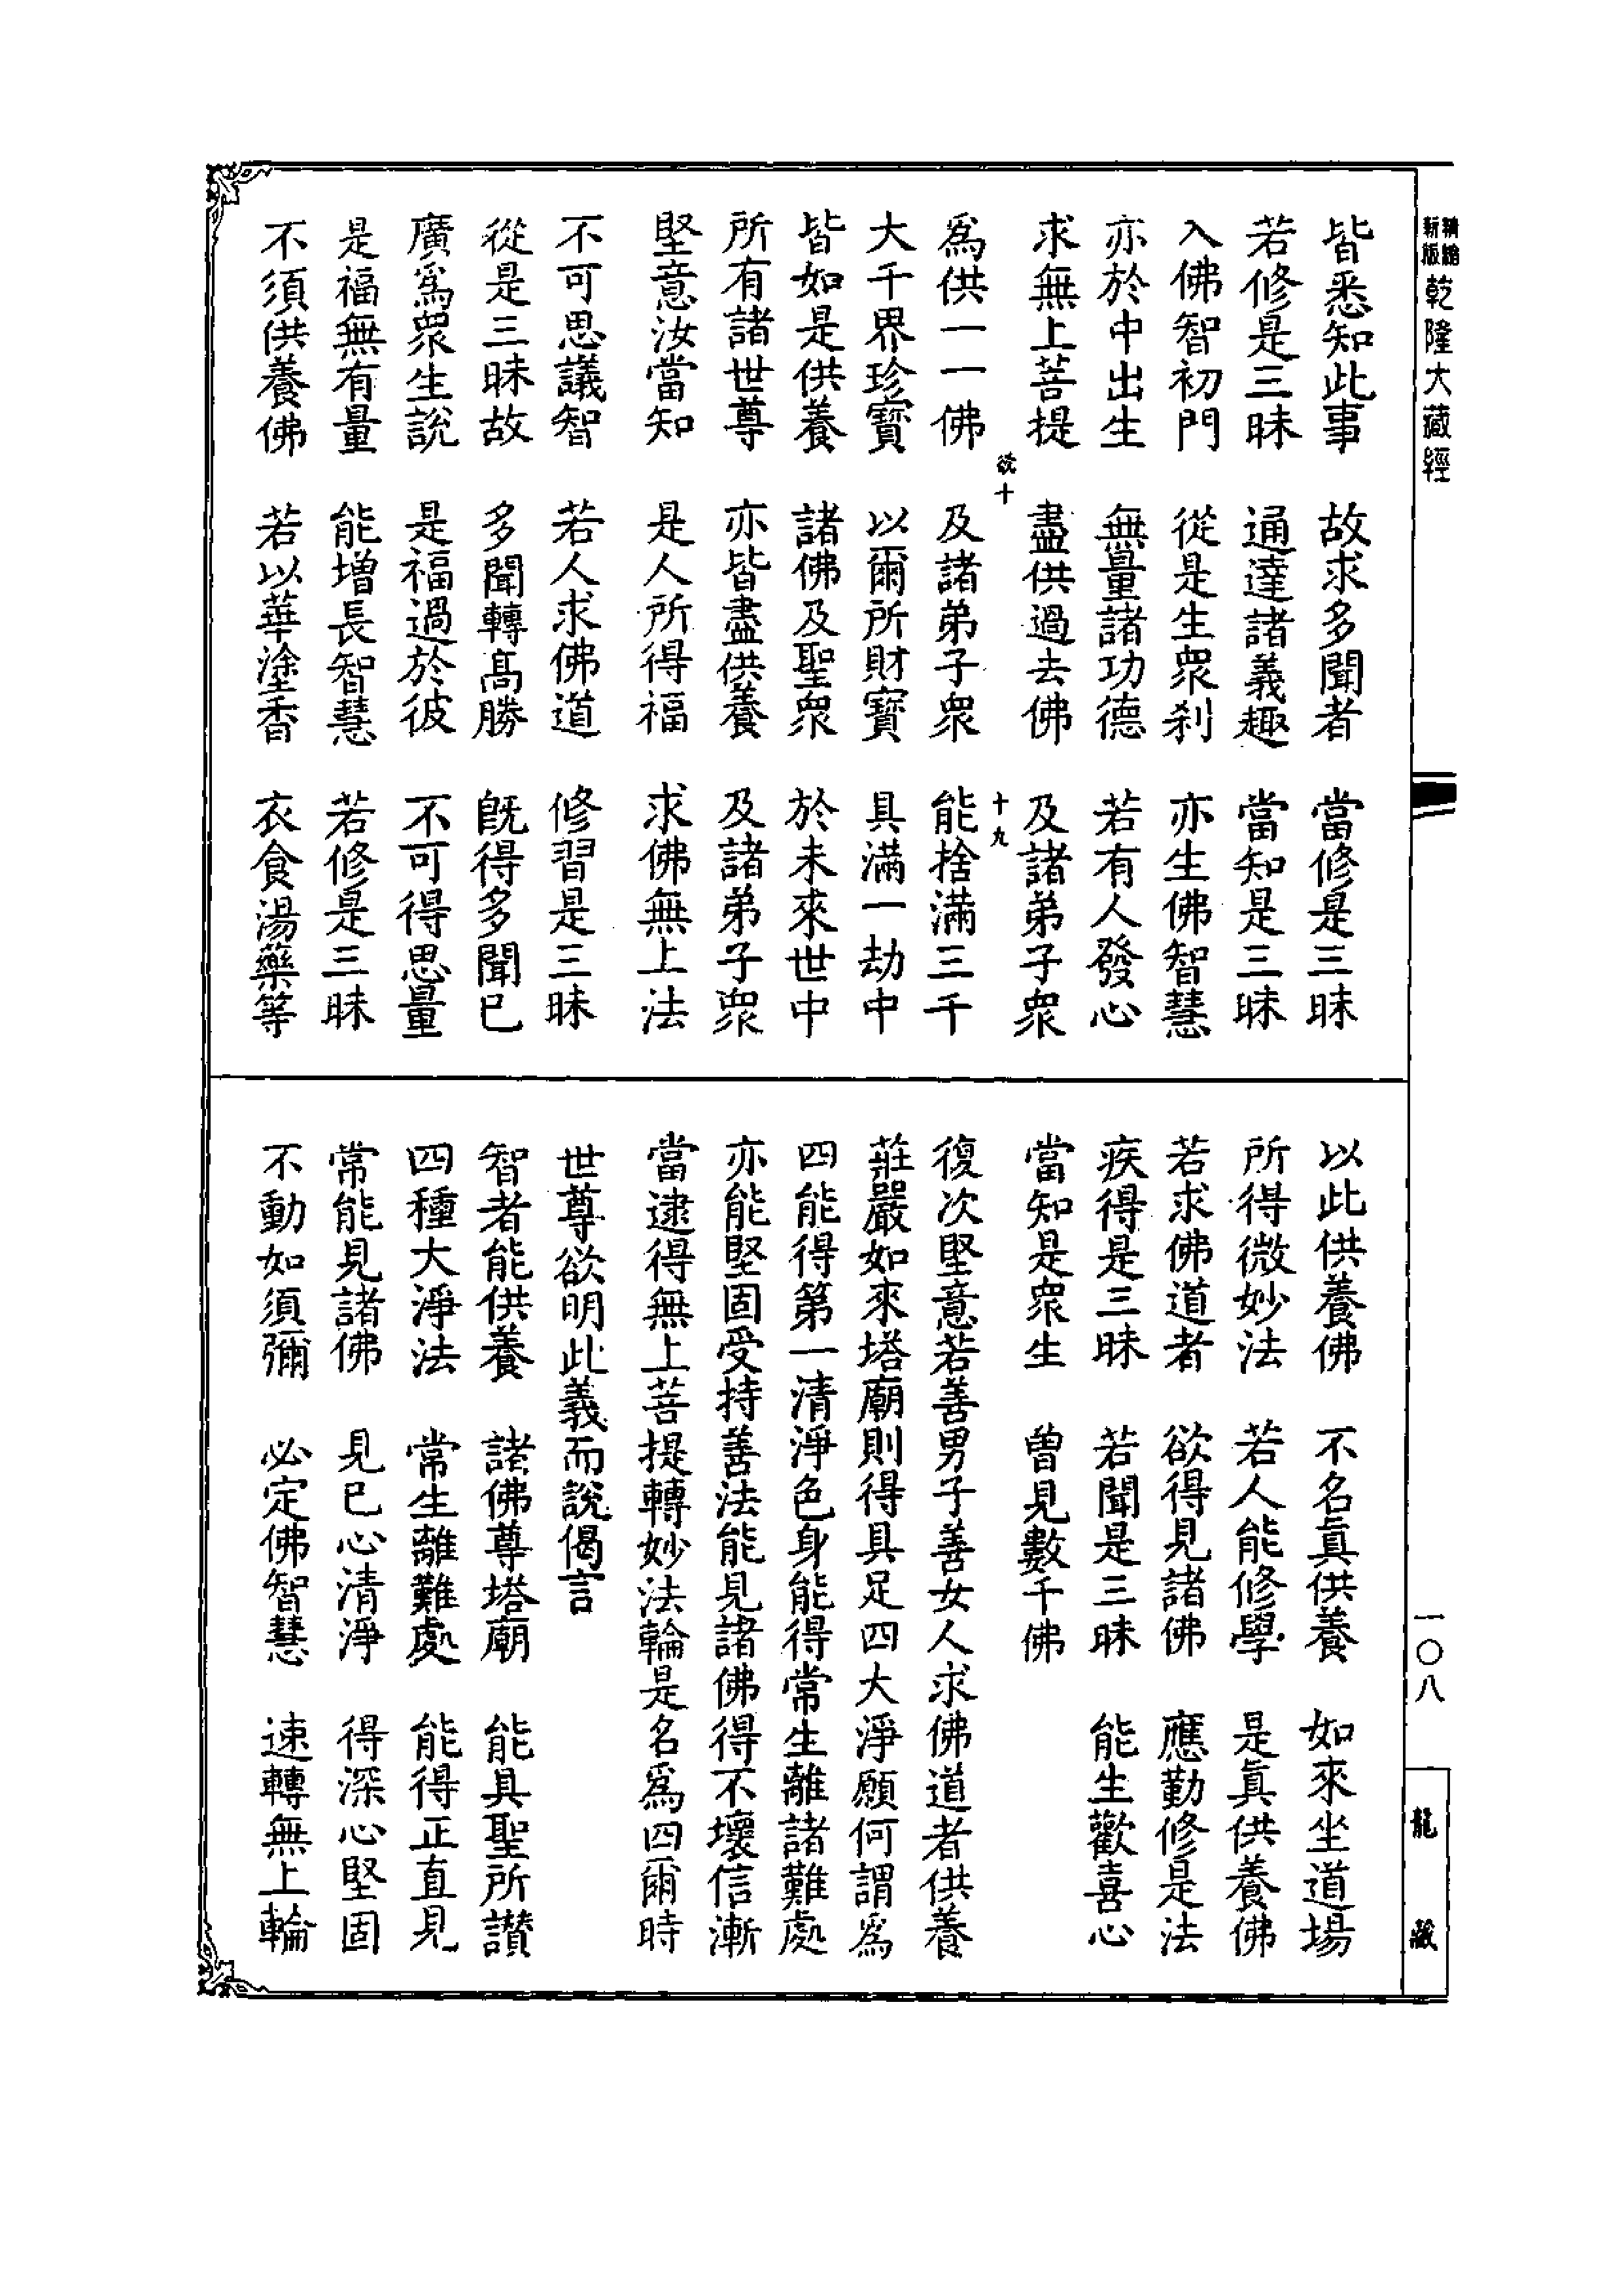 乾隆大藏經
皆悉知此事　故求多聞者　當修是三昧
若修是三昧　通達諸義趣　當知是三昧
入佛智初門　從是生衆刹　亦生佛智慧
亦於中出生　無量諸功德　若有人發心
求無上菩提　盡供過去佛　及諸弟子衆
欲十　十九
爲供一一佛　及諸弟子衆　能捨滿三千
大千界珍寶　以爾所財寶　具滿一劫中
皆如是供養　諸佛及聖衆　於未來世中
所有諸世尊　亦皆盡供養　及諸弟子衆
堅意汝當知　是人所得福　求佛無上法
不可思議智　若人求佛道　修習是三昧
從是三昧故　多聞轉高勝　既得多聞已
廣爲衆生說　是福過於彼　不可得思量
是福無有量　能增長智慧　若修是三昧
不須供養佛　若以華塗香　衣食湯藥等
以此供養佛　不名眞供養　如來坐道場
所得微妙法　若人能修學　是眞供養佛
若求佛道者　欲得見諸佛　應勤修是法
疾得是三昧　若聞是三昧　能生歡喜心
當知是衆生　曾見數千佛
復次堅意若善男子善女人求佛道者供養
莊嚴如來塔廟則得具足四大淨願何謂爲
四能得第一清淨色身能得常生離諸難處
亦能堅固受持善法能見諸佛得不壞信漸
當逮得無上菩提轉妙法輪是名爲四爾時
世尊欲明此義而說偈言
智者能供養　諸佛尊塔廟　能具聖所讚
四種大淨法　常生離難處　能得正直見
常能見諸佛　見已心清淨　得深心堅固
不動如須彌　必定佛智慧　速轉無上輪
一〇八
龍藏